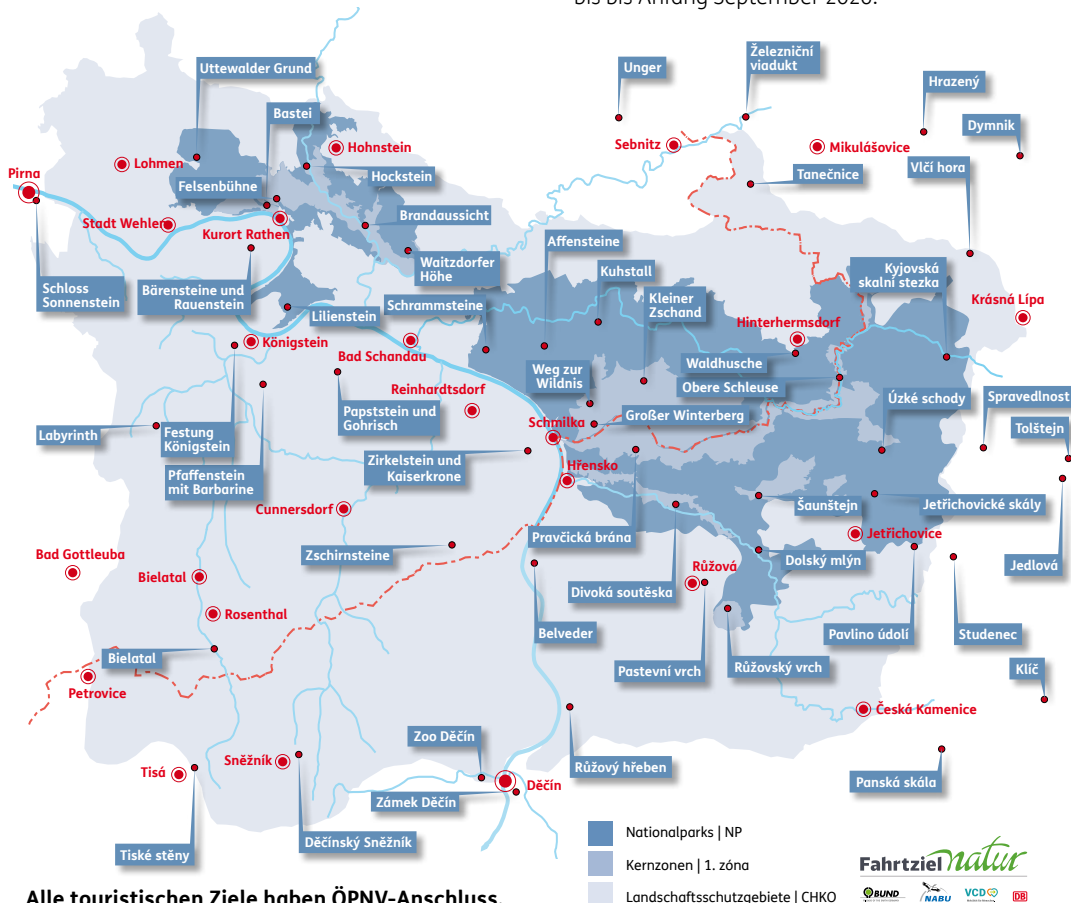 bis bis Anfang September 2026.
Uttewalder Grund
Bastei
Unger
Železniční
viadukt
Hrazený
Dymnik
Pirna
Lohmen
Hohnstein
Sebnitz
Mikulášovice
Felsenbühne
Hockstein
Tanečnice
Vlčí hora
Stadt Wehlen
Kurort Rathen
Brandaussicht
Affensteine
Schloss
Sonnenstein
Bärensteine und
Rauenstein
Waitzdorfer
Höhe
Kuhstall
Kyjovská
skalní stezka
Lilienstein
Schrammsteine
Kleiner
Zschand
Hinterhermsdorf
Krásná Lípa
Königstein
Bad Schandau
Waldhusche
Weg zur
Wildnis
Obere Schleuse
Reinhardtsdorf
Labyrinth
Festung
Königstein
Papststein und
Gohrisch
Großer Winterberg
Úzké schody
Spravedlnost
Schmilka
Tolštejn
Pfaffenstein
mit Barbarine
Zirkelstein und
Kaiserkrone
Hřensko
Cunnersdorf
Šaunštejn
Jetřichovické skály
Pravčická brána
Jetřichovice
Zschirnsteine
Bad Gottleuba
Bielatal
Divoká soutěska
Růžová
Dolský mlýn
Jedlová
Rosenthal
Belveder
Pavlino údolí
Studenec
Bielatal
Pastevní vrch
Růžovský vrch
Klíč
Petrovice
Česká Kamenice
Zoo Děčín
Tisá
Sněžník
Růžový hřeben
Děčín
Panská skála
Zámek Děčín
Tiské stěny
Děčínský Sněžník
Nationalparks | NP
Kernzonen | 1. zóna
Landschaftsschutzgebiete | CHKO
Fahrtziel natur
BUND
NABU
VCD
DB
Alle touristischen Ziele haben ÖPNV-Anschluss.